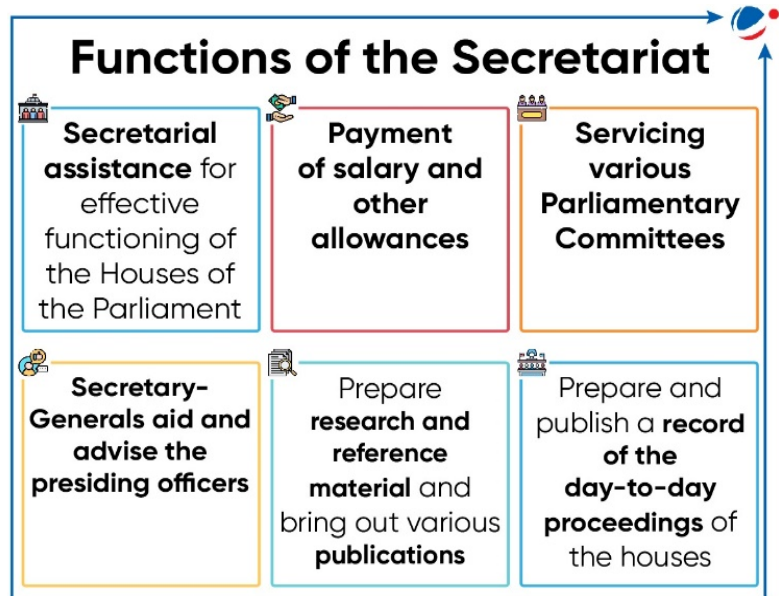 Functions of the Secretariat
Secretarial
assistance for
effective
functioning of
the Houses of
the Parliament
Payment
of salary and
other
allowances
Servicing
various
Parliamentary
Committees
Secretary-
Generals aid and
advise the
presiding officers
Prepare
research and
reference
material and
bring out various
publications
Prepare and
publish a record
of the
day-to-day
proceedings of
the houses